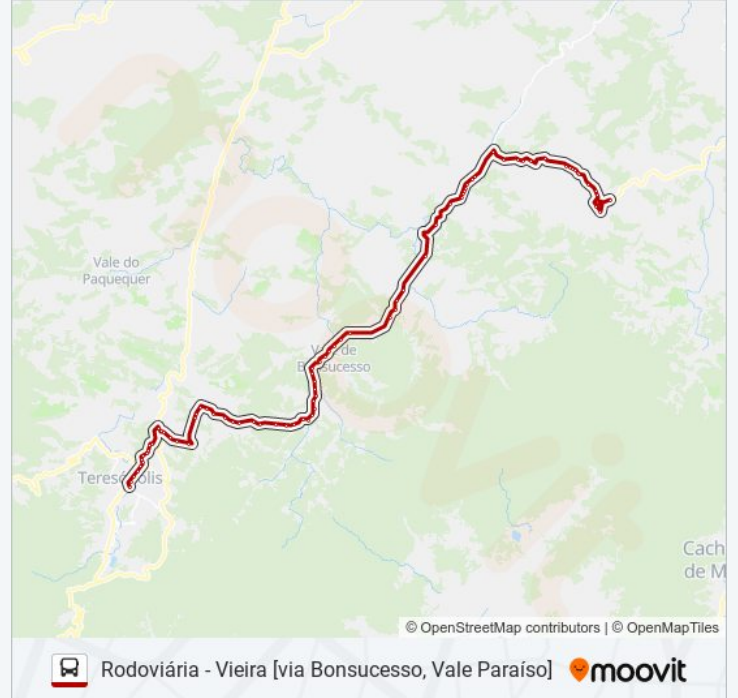 Vale do
Paquequer
Vale de
Bonsucesso
Teresópolis
Cach
de M
© OpenStreetMap contributors | © OpenMapTiles
Rodoviária - Vieira [via Bonsucesso, Vale Paraíso]
moovit